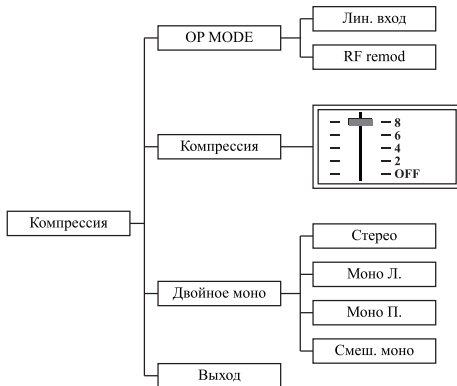 Компрессия
OP MODE
Лин. вход
RF remod
Компрессия
8
6
4
2
OFF
Двойное моно
Стерео
Моно Л.
Моно П.
Смеш. моно
Выход